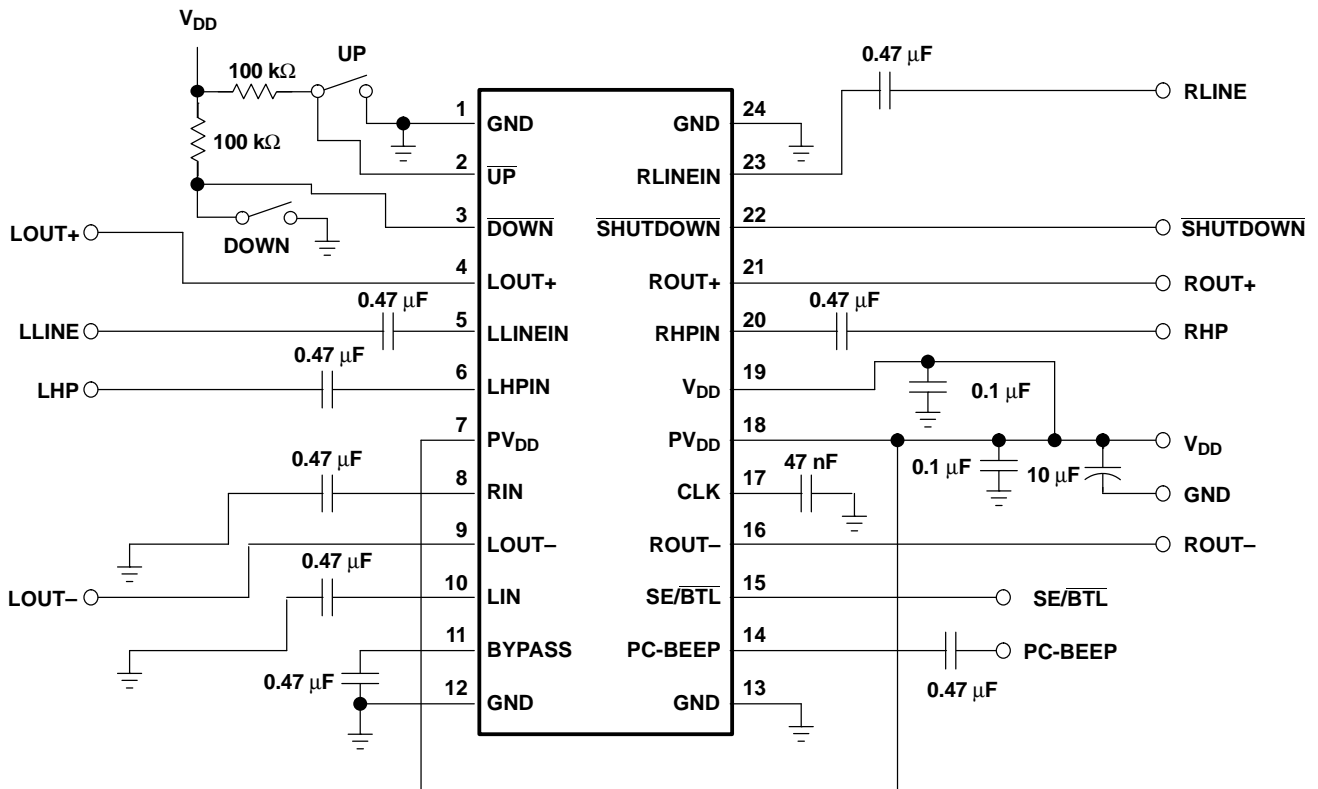 VDD
UP
100 kΩ
100 kΩ
DOWN
LOUT+
0.47 μF
LLINE
0.47 μF
LHP
0.47 μF
0.47 μF
LOUT–
0.47 μF
1 GND
2 UP
3 DOWN
4 LOUT+
5 LLINEIN
6 LHPIN
7 PVDD
8 RIN
9 LOUT–
10 LIN
11 BYPASS
12 GND
GND 24
RLINEIN 23
SHUTDOWN 22
ROUT+ 21
RHPIN 20
VDD 19
PVDD 18
CLK 17
ROUT– 16
SE/BTL 15
PC-BEEP 14
GND 13
0.47 μF
RLINE
SHUTDOWN
ROUT+
0.47 μF
RHP
0.1 μF
VDD
0.1 μF
10 μF
47 nF
GND
ROUT–
SE/BTL
PC-BEEP
0.47 μF